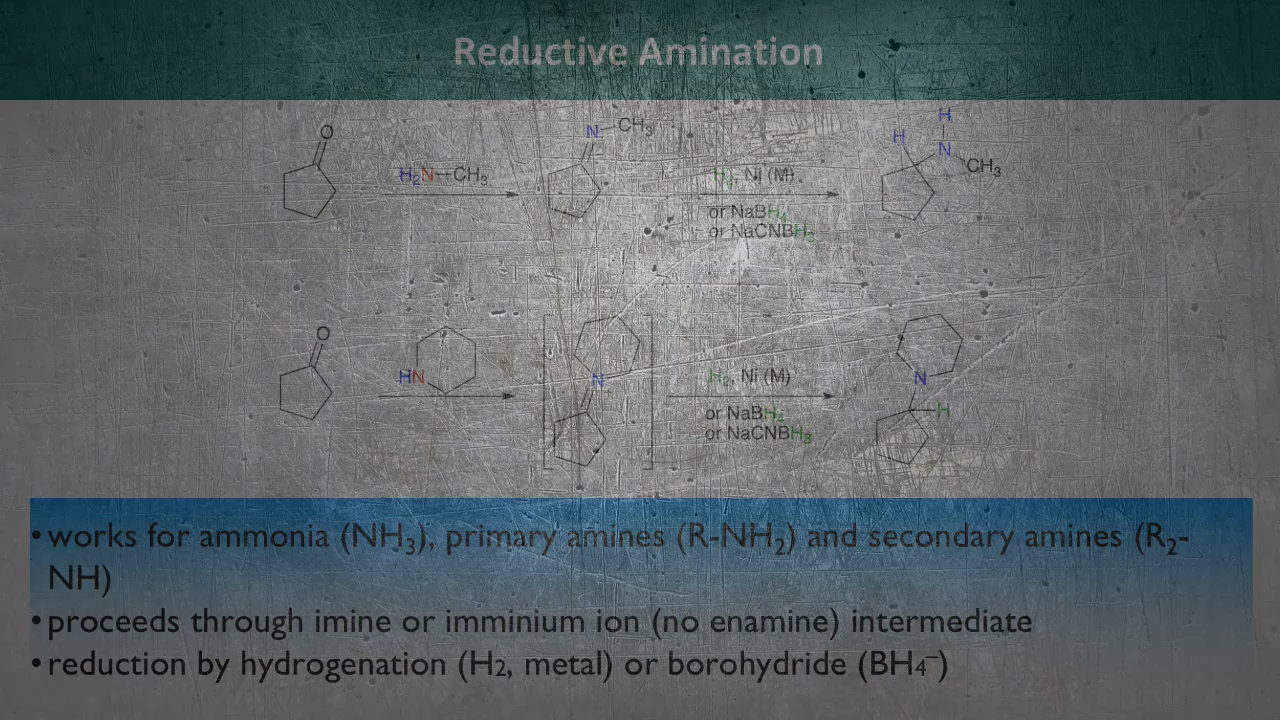 Reductive Amination
O
H₂N–CH₃
N–CH₃
H₂, Ni (M)
or NaBH₄
or NaCNBH₃
H
H
N
CH₃
O
HN
N
+
H₂, Ni (M)
or NaBH₄
or NaCNBH₃
N
H
• works for ammonia (NH₃), primary amines (R-NH₂) and secondary amines (R₂-
NH)
• proceeds through imine or imminium ion (no enamine) intermediate
• reduction by hydrogenation (H₂, metal) or borohydride (BH₄⁻)